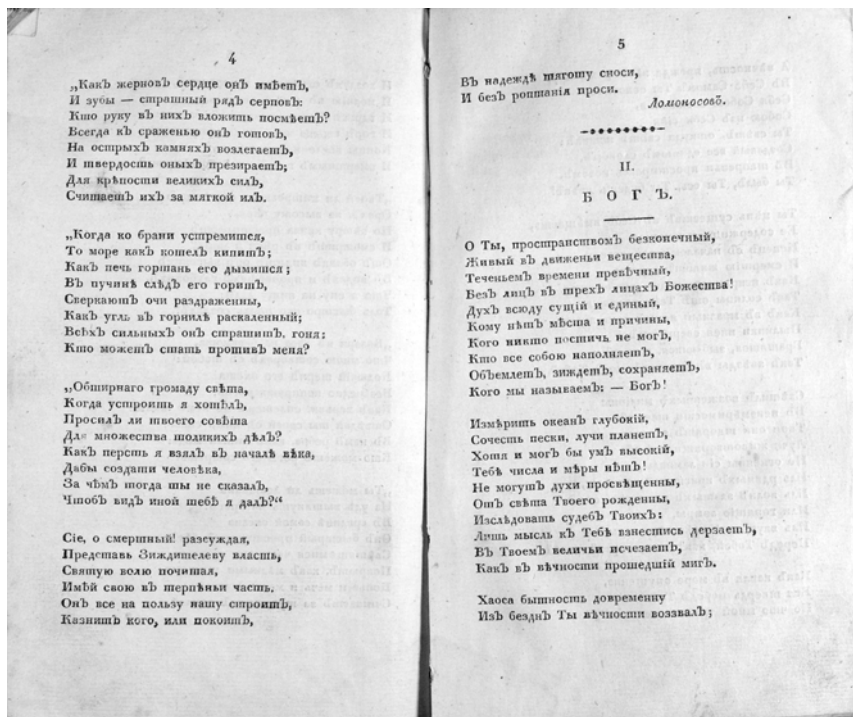 4
„Какъ жерновъ сердце онъ имѣетъ,
И зубы — страшный рядъ серповъ:
Кто руку въ нихъ вложить посмѣетъ?
Всегда къ сраженью онъ готовъ,
На острыхъ камняхъ возлегаетъ,
И твердость оныхъ презираетъ;
Для крѣпости великихъ силъ,
Считаетъ ихъ за мягкой илъ.
„Когда ко брани устремится,
То море какъ котелъ кипитъ;
Какъ печь гортань его дымится;
Въ пучинѣ слѣдъ его горитъ,
Сверкаютъ очи раздраженны,
Какъ угль въ горнилѣ раскаленный;
Всѣхъ сильныхъ онъ страшитъ, гоня;
Кто можетъ стать противъ меня?
„Обширнаго громаду свѣта,
Когда устроить я хотѣлъ,
Просилъ ли твоего совѣта
Для множества толикихъ дѣлъ?
Какъ персть я взялъ въ началѣ вѣка,
Дабы создати человѣка,
За чѣмъ тогда ты не сказалъ,
Чтобъ видъ иной тебѣ я далъ?“
Сіе, о смертный! разсуждая,
Представь Зиждителеву власть,
Святую волю почитая,
Имѣй свою въ терпѣньи часть.
Онъ все на пользу нашу строитъ,
Казнитъ кого, или покоитъ,
5
Въ надеждѣ тяготу сноси,
И безъ роптанія проси.
Ломоносовъ.
II.
БОГЪ.
О Ты, пространствомъ безконечный,
Живый въ движеньи вещества,
Теченьемъ времени превѣчный,
Безъ лицъ въ трехъ лицахъ Божества!
Духъ всюду сущій и единый,
Кому нѣтъ мѣста и причины,
Кого никто постичь не могъ,
Кто все собою наполняетъ,
Объемлетъ, зиждетъ, сохраняетъ,
Кого мы называемъ: — Богъ!
Измѣрить океанъ глубокій,
Сочесть пески, лучи планетъ,
Хотя и могъ бы умъ высокій,
Тебѣ числа и мѣры нѣтъ!
Не могутъ духи просвѣщенны,
Отъ свѣта Твоего рожденны,
Изслѣдовать судебъ Твоихъ:
Лишь мысль къ Тебѣ взнестись дерзаетъ,
Въ Твоемъ величьи исчезаетъ,
Какъ въ вѣчности прошедшій мигъ.
Хаоса бытность довременну
Изъ безднъ Ты вѣчности воззвалъ;